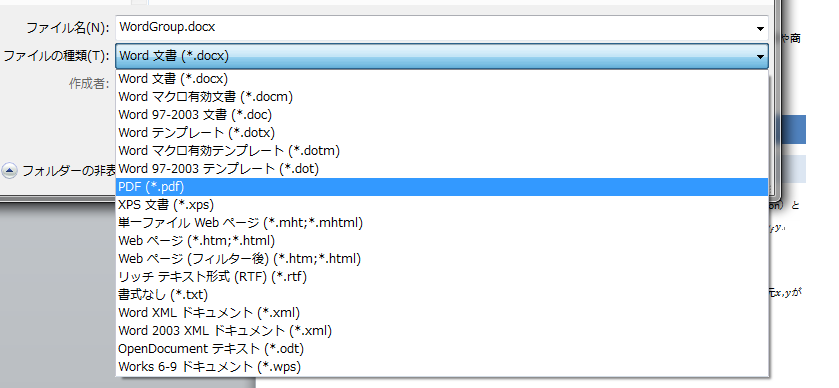 ファイル名(N): WordGroup.docx
ファイルの種類(T): Word 文書 (*.docx)
作成者: Word 文書 (*.docx)
Word マクロ有効文書 (*.docm)
Word 97-2003 文書 (*.doc)
Word テンプレート (*.dotx)
Word マクロ有効テンプレート (*.dotm)
フォルダーの非表 Word 97-2003 テンプレート (*.dot)
PDF (*.pdf)
XPS 文書 (*.xps)
単一ファイル Web ページ (*.mht;*.mhtml)
Web ページ (*.htm;*.html)
Web ページ (フィルター後) (*.htm;*.html)
リッチ テキスト形式 (RTF) (*.rtf)
書式なし (*.txt)
Word XML ドキュメント (*.xml)
Word 2003 XML ドキュメント (*.xml)
OpenDocument テキスト (*.odt)
Works 6-9 ドキュメント (*.wps)
や商
on）と
元x,yが